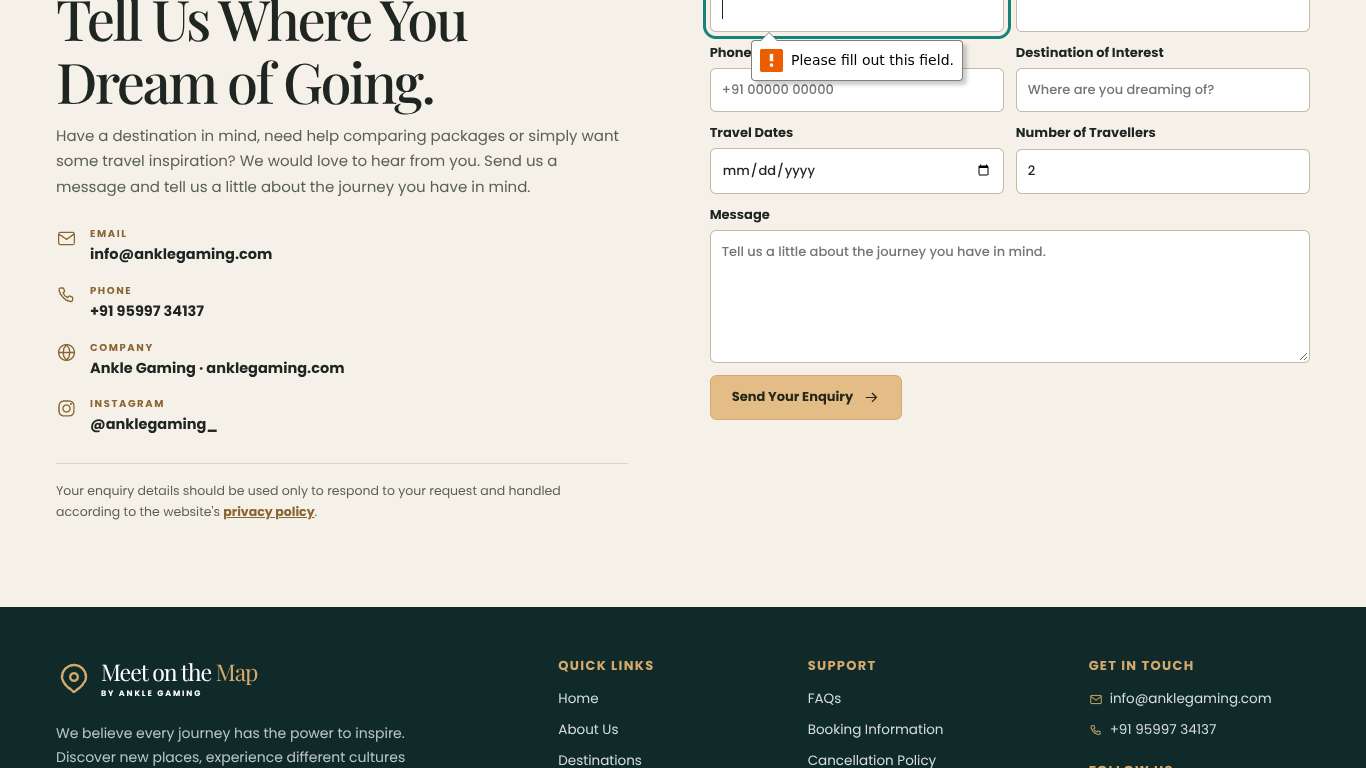 Tell Us Where You
Dream of Going.
Have a destination in mind, need help comparing packages or simply want
some travel inspiration? We would love to hear from you. Send us a
message and tell us a little about the journey you have in mind.
EMAIL
info@anklegaming.com
PHONE
+91 95997 34137
COMPANY
Ankle Gaming · anklegaming.com
INSTAGRAM
@anklegaming_
Your enquiry details should be used only to respond to your request and handled
according to the website's privacy policy.
Please fill out this field.
Phone
+91 00000 00000
Destination of Interest
Where are you dreaming of?
Travel Dates
mm/dd/yyyy
Number of Travellers
2
Message
Tell us a little about the journey you have in mind.
Send Your Enquiry
Meet on the Map
BY ANKLE GAMING
We believe every journey has the power to inspire.
Discover new places, experience different cultures
QUICK LINKS
Home
About Us
Destinations
SUPPORT
FAQs
Booking Information
Cancellation Policy
GET IN TOUCH
info@anklegaming.com
+91 95997 34137